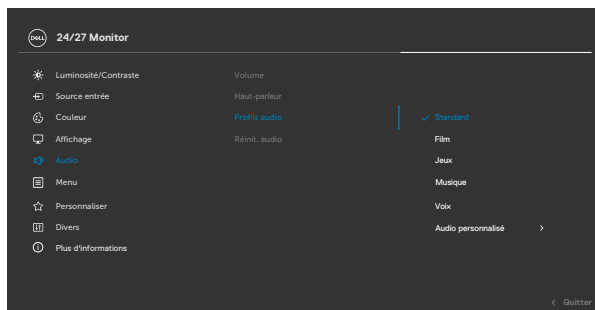 DELL 24/27 Monitor
Luminosité/Contraste Volume
Source entrée Haut-parleur
Couleur Profils audio Standard
Affichage Réinit. audio Film
Audio Jeux
Menu Musique
Personnaliser Voix
Divers Audio personnalisé
Plus d'informations
Quitter